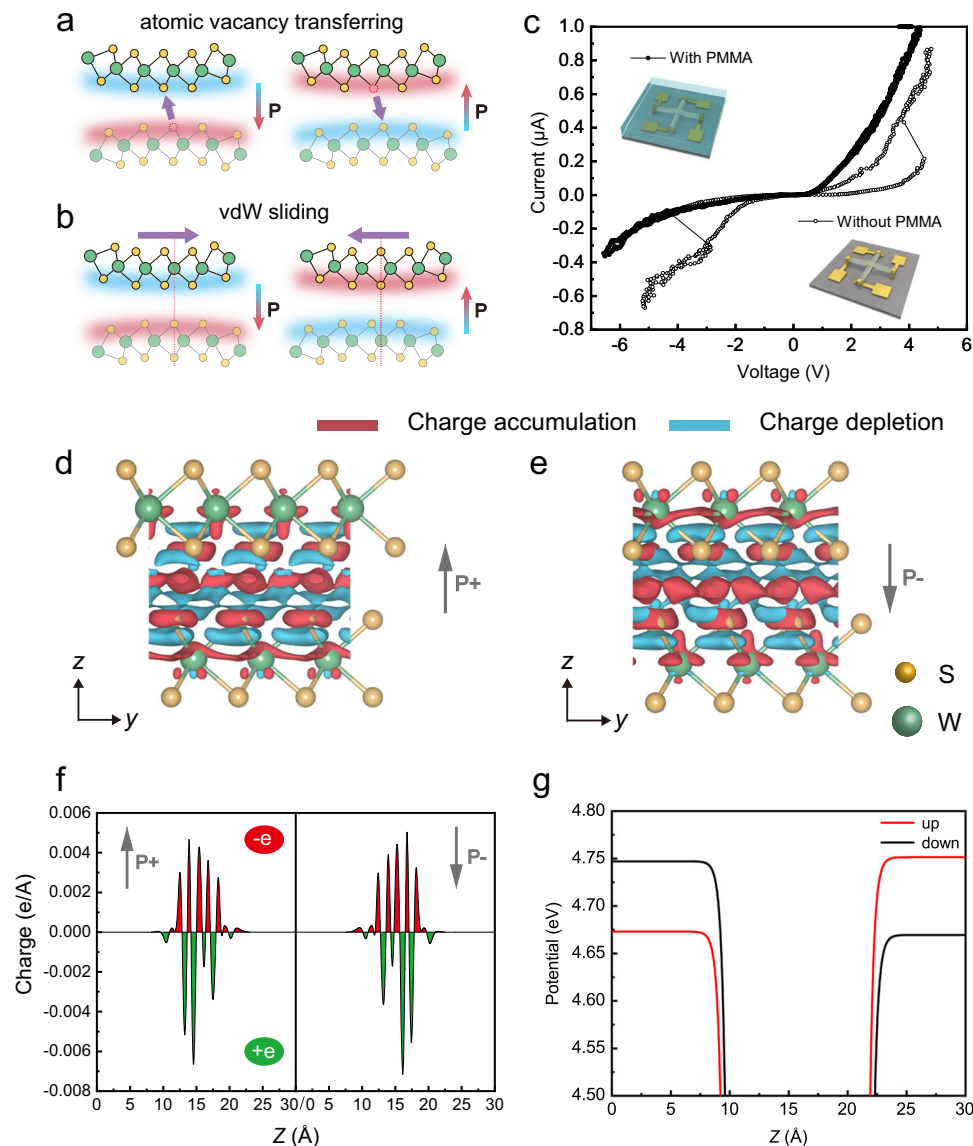 a
atomic vacancy transferring
P
P
b
vdW sliding
P
P
c
Current (μA)
1.0
0.8
0.6
0.4
0.2
0.0
-0.2
-0.4
-0.6
-0.8
With PMMA
Without PMMA
-6 -4 -2 0 2 4 6
Voltage (V)
Charge accumulation Charge depletion
d
P+
z
y
e
P-
z
y
S
W
f
Charge (e/A)
0.006
0.004
0.002
0.000
-0.002
-0.004
-0.006
-0.008
P+
-e
P-
+e
0 5 10 15 20 25 30/0 5 10 15 20 25 30
Z (Å)
g
Potential (eV)
4.80
4.75
4.70
4.65
4.60
4.55
4.50
up
down
0 5 10 15 20 25 30
Z (Å)